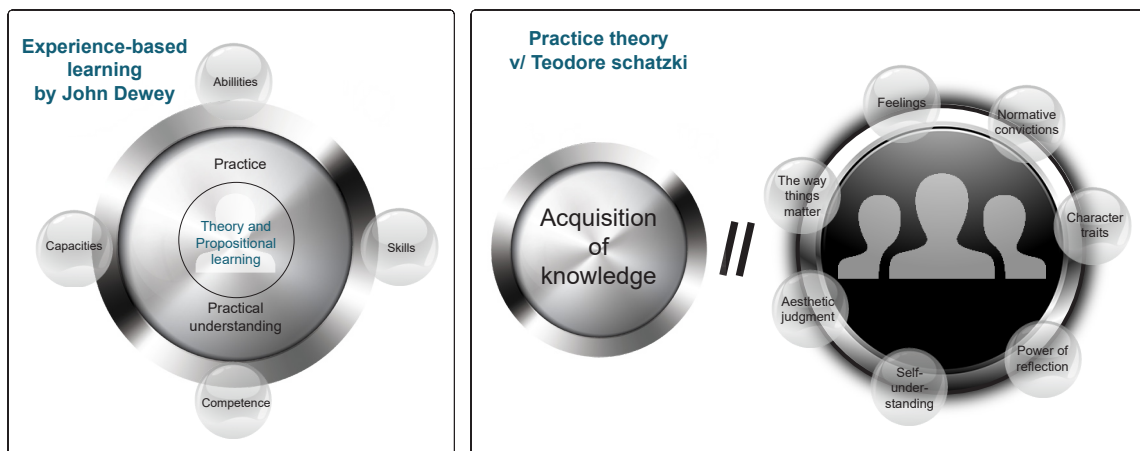 Experience-based
learning
by John Dewey
Abillities
Practice
Capacities
Theory and
Propositional
learning
Skills
Practical
understanding
Competence
Practice theory
v/ Teodore schatzki
Acquisition
of
knowledge
Feelings
Normative
convictions
The way
things
matter
Character
traits
Aesthetic
judgment
Power of
reflection
Self-
under-
standing